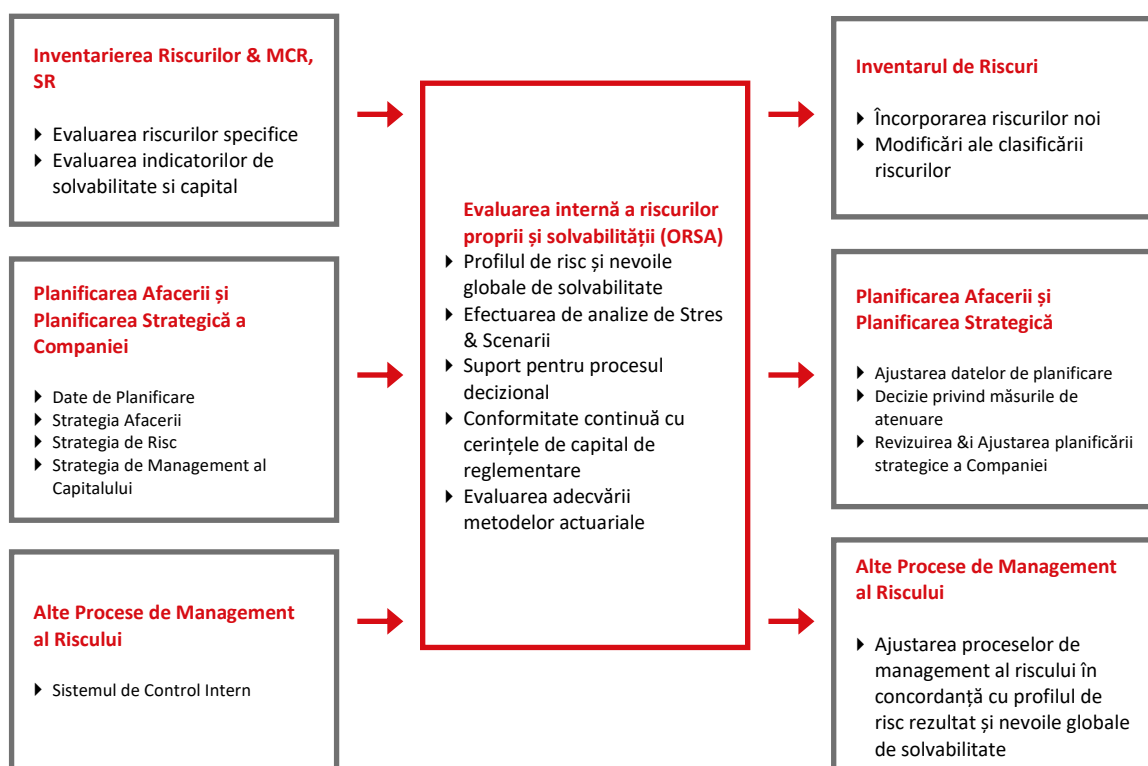 Inventarierea Riscurilor & MCR,
SR
Evaluarea riscurilor specifice
Evaluarea indicatorilor de
solvabilitate si capital
Planificarea Afacerii și
Planificarea Strategică a
Companiei
Date de Planificare
Strategia Afacerii
Strategia de Risc
Strategia de Management al
Capitalului
Alte Procese de Management
al Riscului
Sistemul de Control Intern
Evaluarea internă a riscurilor
proprii și solvabilității (ORSA)
Profilul de risc și nevoile
globale de solvabilitate
Efectuarea de analize de Stres
& Scenarii
Suport pentru procesul
decizional
Conformitate continuă cu
cerințele de capital de
reglementare
Evaluarea adecvării
metodelor actuariale
Inventarul de Riscuri
Încorporarea riscurilor noi
Modificări ale clasificării
riscurilor
Planificarea Afacerii și
Planificarea Strategică
Ajustarea datelor de planificare
Decizie privind măsurile de
atenuare
Revizuirea &i Ajustarea planificării
strategice a Companiei
Alte Procese de Management
al Riscului
Ajustarea proceselor de
management al riscului în
concordanță cu profilul de
risc rezultat și nevoile globale
de solvabilitate